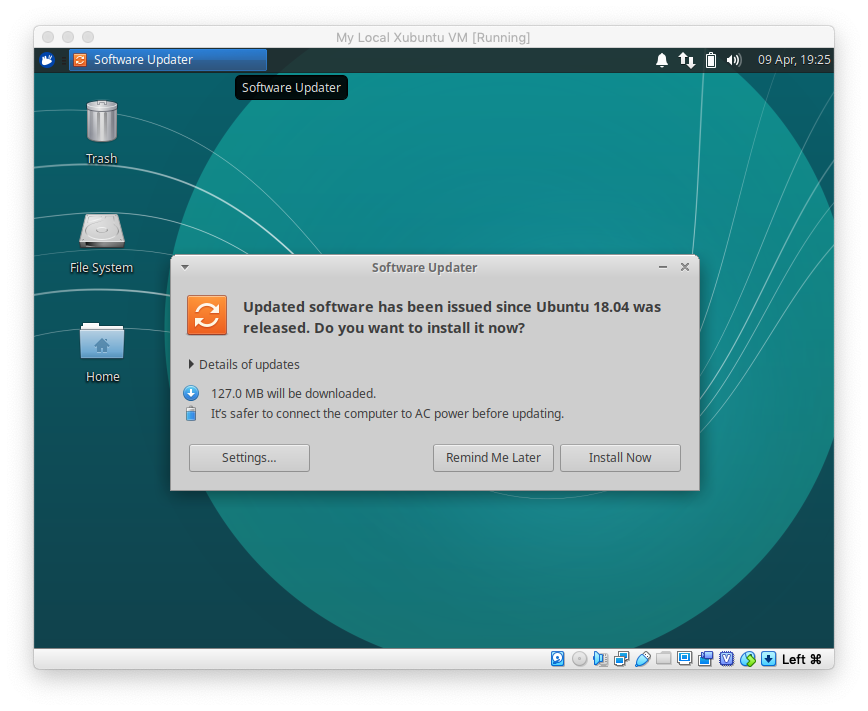 My Local Xubuntu VM [Running]
Software Updater
09 Apr, 19:25
Software Updater
Trash
File System
Home
Software Updater
Updated software has been issued since Ubuntu 18.04 was
released. Do you want to install it now?
Details of updates
127.0 MB will be downloaded.
It's safer to connect the computer to AC power before updating.
Settings...
Remind Me Later
Install Now
Left ⌘